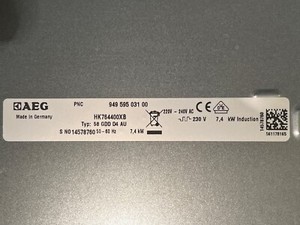 AEG PNC 949 595 031 00
Made in Germany HK764400XB 220V - 240V AC
Typ: 58 GDD D4 AU 230 V 7,4 kW Induction
S NO 14578760 50 - 60 Hz 7,4 kW
14578760